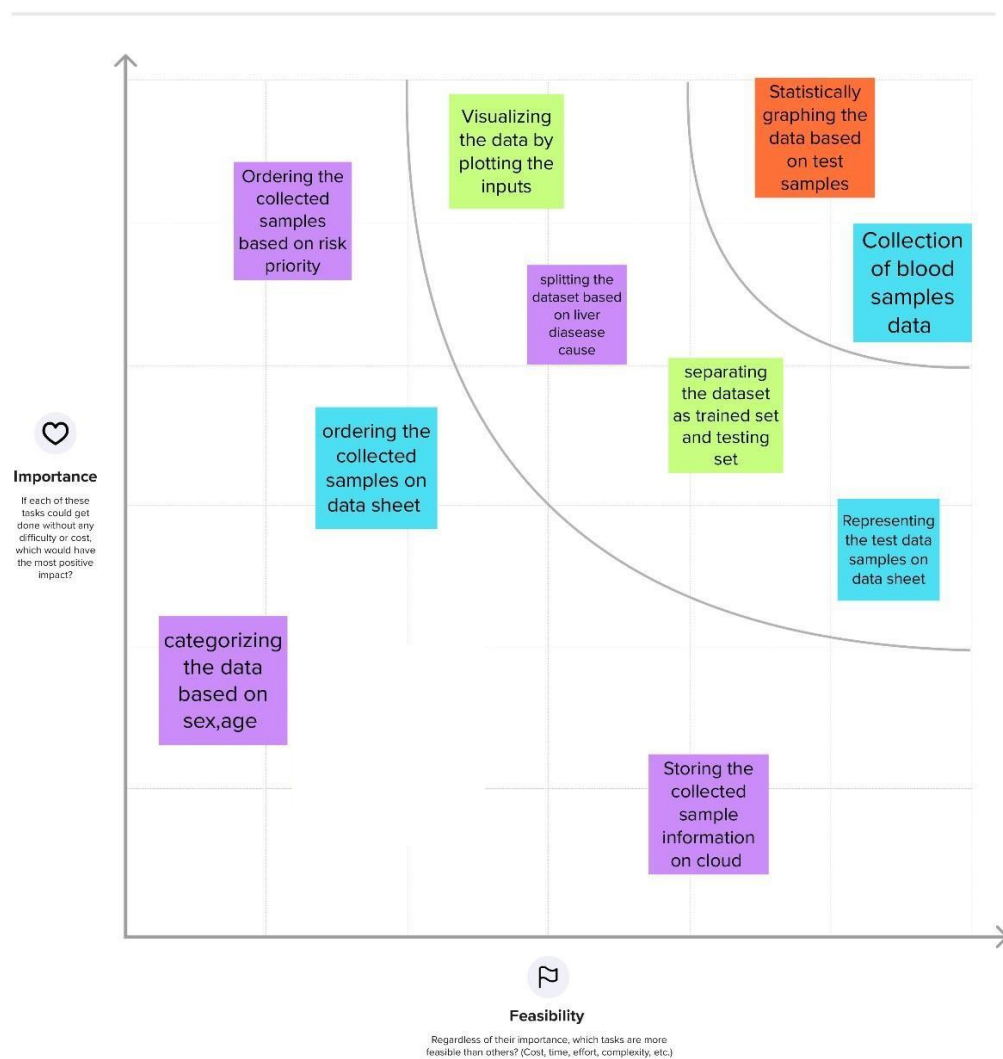 Statistically
graphing the
data based
on test
samples
Visualizing
the data by
plotting the
inputs
Ordering the
collected
samples
based on risk
priority
Collection
of blood
samples
data
splitting the
dataset based
on liver
diasease
cause
separating
the dataset
as trained set
and testing
set
ordering the
collected
samples on
data sheet
Importance
If each of these
tasks could get
done without any
difficulty or cost,
which would have
the most positive
impact?
Representing
the test data
samples on
data sheet
categorizing
the data
based on
sex,age
Storing the
collected
sample
information
on cloud
Feasibility
Regardless of their importance, which tasks are more
feasible than others? (Cost, time, effort, complexity, etc.)